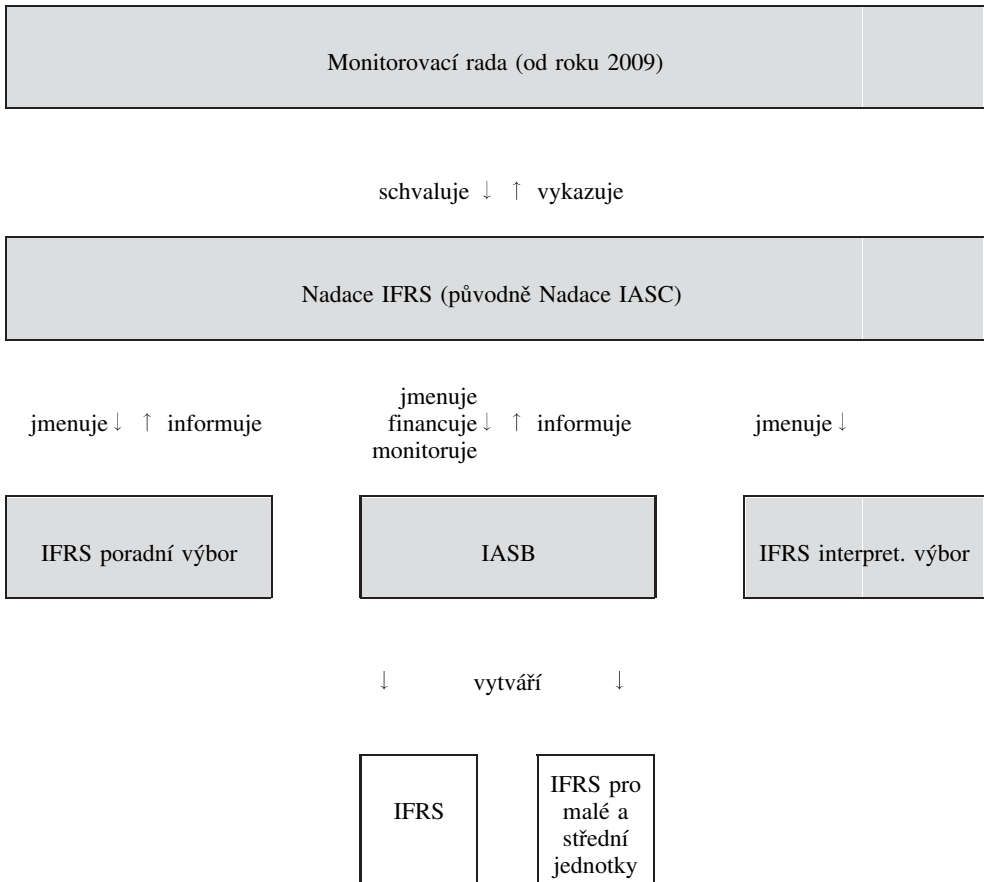 Monitorovací rada (od roku 2009)
schvaluje ↓ ↑ vykazuje
Nadace IFRS (původně Nadace IASC)
jmenuje ↓ ↑ informuje
jmenuje
financuje ↓ ↑ informuje
monitoruje
jmenuje ↓
IFRS poradní výbor
IASB
IFRS interpret. výbor
↓ vytváří ↓
IFRS
IFRS pro
malé a
střední
jednotky